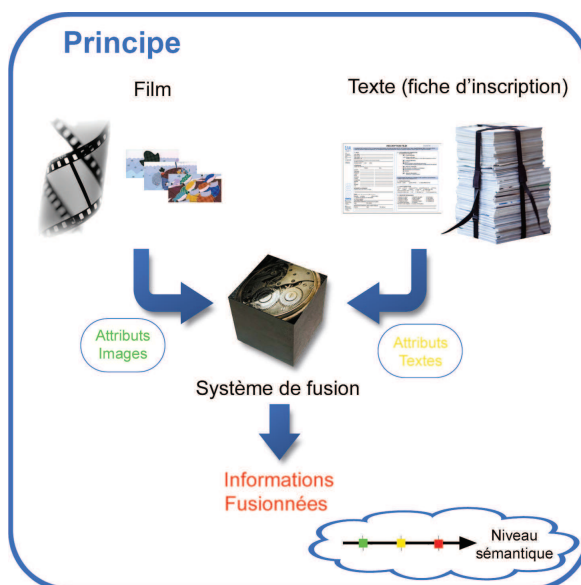 Principe
Film
Texte (fiche d'inscription)
Attributs
Images
Attributs
Textes
Système de fusion
Informations
Fusionnées
Niveau
sémantique